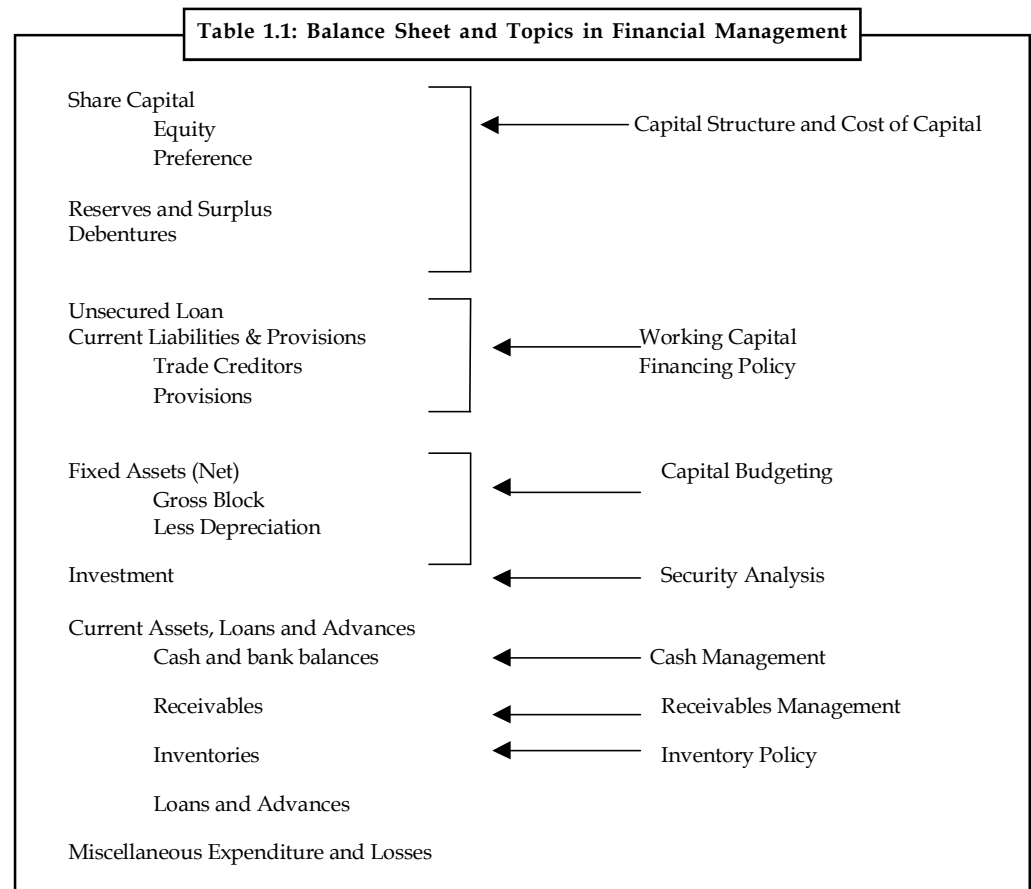 Table 1.1: Balance Sheet and Topics in Financial Management
Share Capital
Equity
Preference
Capital Structure and Cost of Capital
Reserves and Surplus
Debentures
Unsecured Loan
Current Liabilities & Provisions
Trade Creditors
Provisions
Working Capital
Financing Policy
Fixed Assets (Net)
Gross Block
Less Depreciation
Capital Budgeting
Investment
Security Analysis
Current Assets, Loans and Advances
Cash and bank balances
Cash Management
Receivables
Receivables Management
Inventories
Inventory Policy
Loans and Advances
Miscellaneous Expenditure and Losses